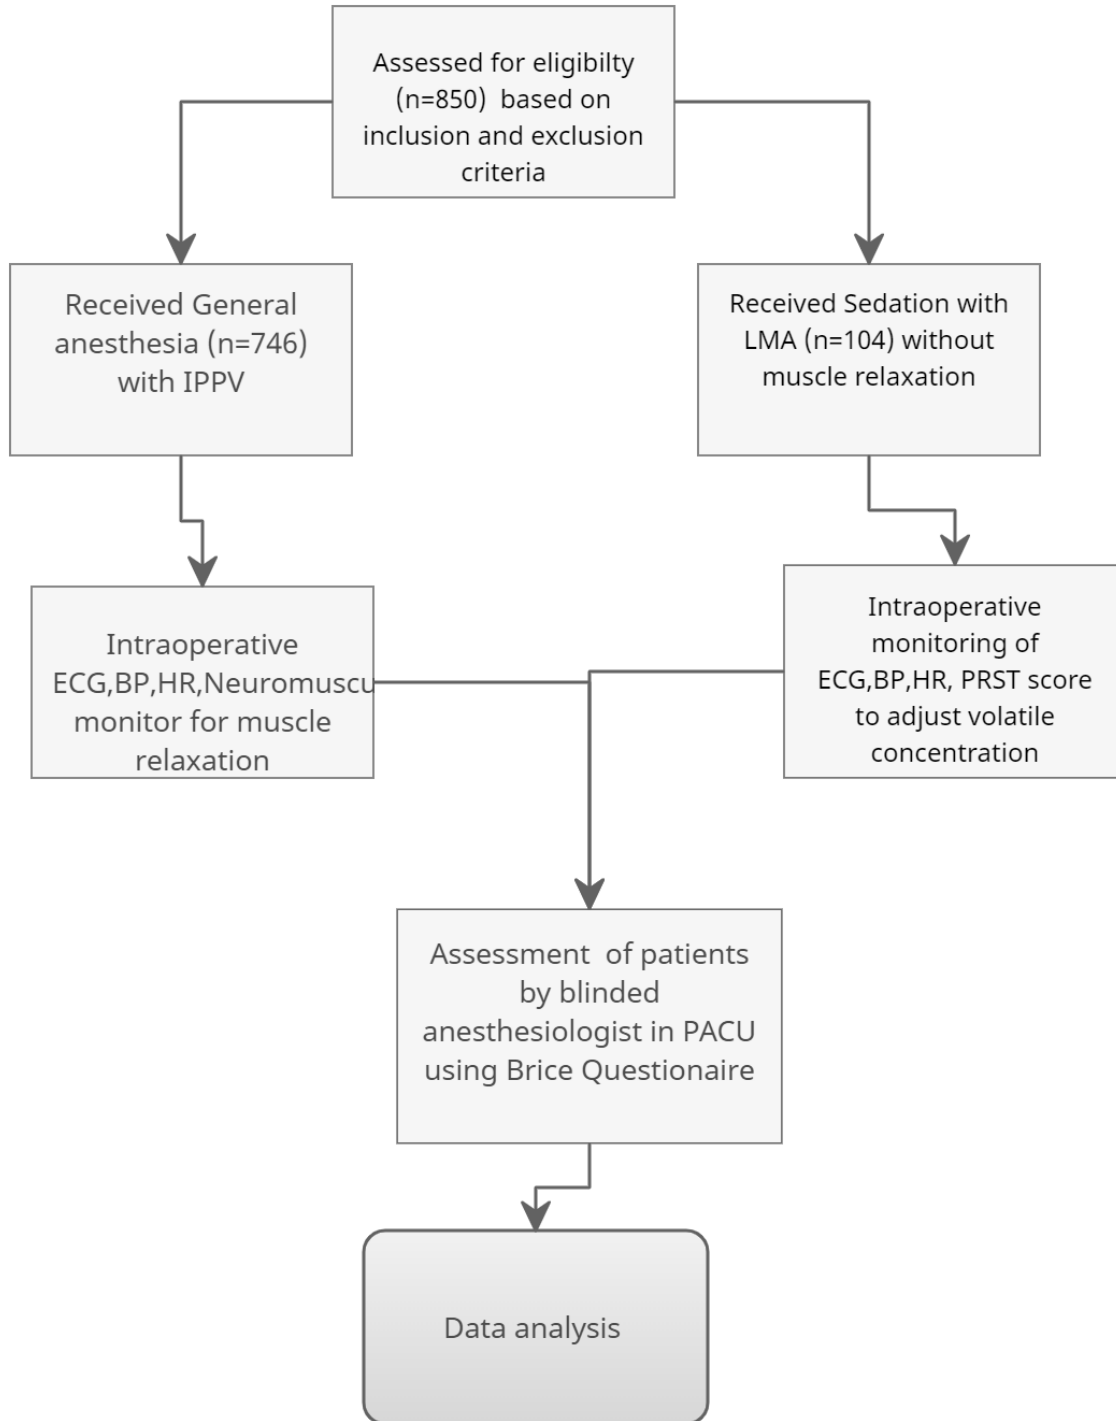 Assessed for eligibilty
(n=850)  based on
inclusion and exclusion
criteria
Received General
anesthesia (n=746)
with IPPV
Received Sedation with
LMA (n=104) without
muscle relaxation
Intraoperative
ECG,BP,HR,Neuromuscu
monitor for muscle
relaxation
Intraoperative
monitoring of
ECG,BP,HR, PRST score
to adjust volatile
concentration
Assessment  of patients
by blinded
anesthesiologist in PACU
using Brice Questionaire
Data analysis